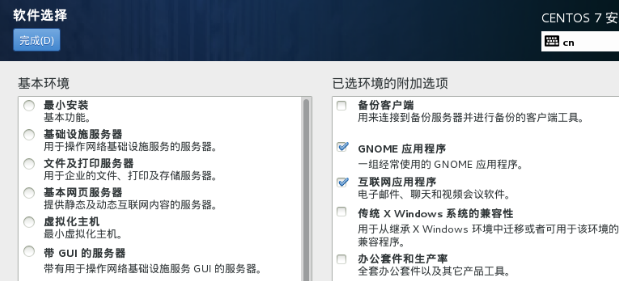 软件选择
CENTOS 7 安
完成(D)
cn
基本环境
最小安装
基本功能。
基础设施服务器
用于操作网络基础设施服务的服务器。
文件及打印服务器
用于企业的文件、打印及存储服务器。
基本网页服务器
提供静态及动态互联网内容的服务器。
虚拟化主机
最小虚拟化主机。
带 GUI 的服务器
带有用于操作网络基础设施服务 GUI 的服务器。
已选环境的附加选项
备份客户端
用来连接到备份服务器并进行备份的客户端工具。
GNOME 应用程序
一组经常使用的 GNOME 应用程序。
互联网应用程序
电子邮件、聊天和视频会议软件。
传统 X Windows 系统的兼容性
用于从继承 X Windows 环境中迁移或者可用于该环境的
兼容程序。
办公套件和生产率
全套办公套件以及其它产品工具。